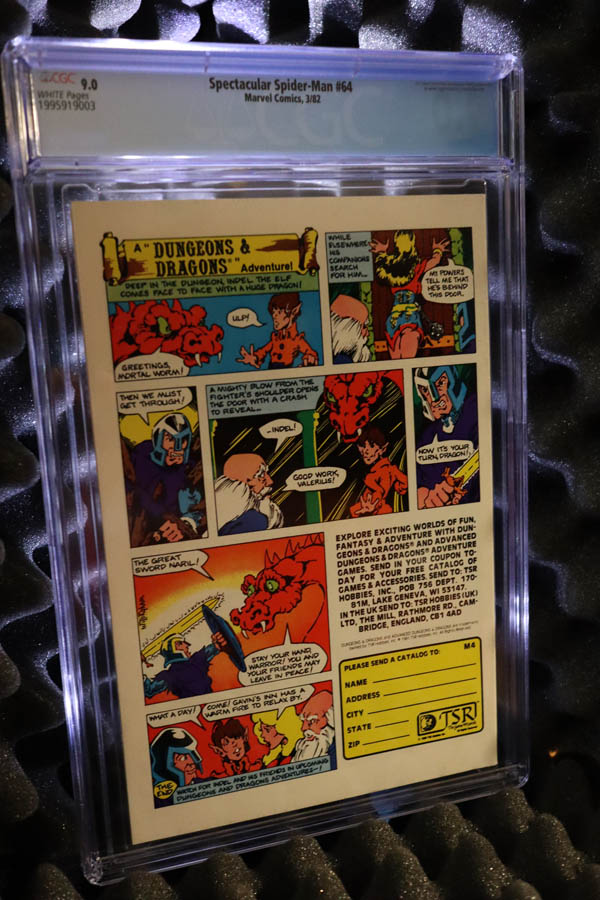 CGC 9.0
WHITE Pages
1995919003
Spectacular Spider-Man #64
Marvel Comics, 3/82
A "DUNGEONS &
DRAGONS®" Adventure!
DEEP IN THE DUNGEON, INDEL THE ELF
COMES FACE TO FACE WITH A HUGE DRAGON!
ULP!
GREETINGS,
MORTAL WORM!
WHILE
ELSEWHERE,
HIS
COMPANIONS
SEARCH
FOR HIM...
MY POWERS
TELL ME THAT
HE'S BEHIND
THIS DOOR..
THEN WE MUST
GET THROUGH!
A MIGHTY BLOW FROM THE
FIGHTER'S SHOULDER OPENS
THE DOOR WITH A CRASH
TO REVEAL...
..INDEL!
GOOD WORK,
VALERIUS!
NOW IT'S YOUR
TURN, DRAGON!
THE GREAT
SWORD NARIL!
STAY YOUR HAND,
WARRIOR! YOU AND
YOUR FRIENDS MAY
LEAVE IN PEACE!
WHAT A DAY!
COME! GAVIN'S INN HAS A
WARM FIRE TO RELAX BY.
THE
END
WATCH FOR INDEL AND HIS FRIENDS IN UPCOMING
DUNGEONS AND DRAGONS ADVENTURES--!
EXPLORE EXCITING WORLDS OF FUN,
FANTASY & ADVENTURE WITH DUN-
GEONS & DRAGONS® AND ADVANCED
DUNGEONS & DRAGONS® ADVENTURE
GAMES. SEND IN YOUR COUPON TO-
DAY FOR YOUR FREE CATALOG OF
GAMES & ACCESSORIES. SEND TO: TSR
HOBBIES, INC., POB 756 DEPT. 170-
81M, LAKE GENEVA, WI 53147
IN THE UK SEND TO: TSR HOBBIES (UK)
LTD, THE MILL, RATHMORE RD., CAM-
BRIDGE, ENGLAND, CB1 4AD
M4
PLEASE SEND A CATALOG TO:
NAME
ADDRESS
CITY
STATE
ZIP
TSR